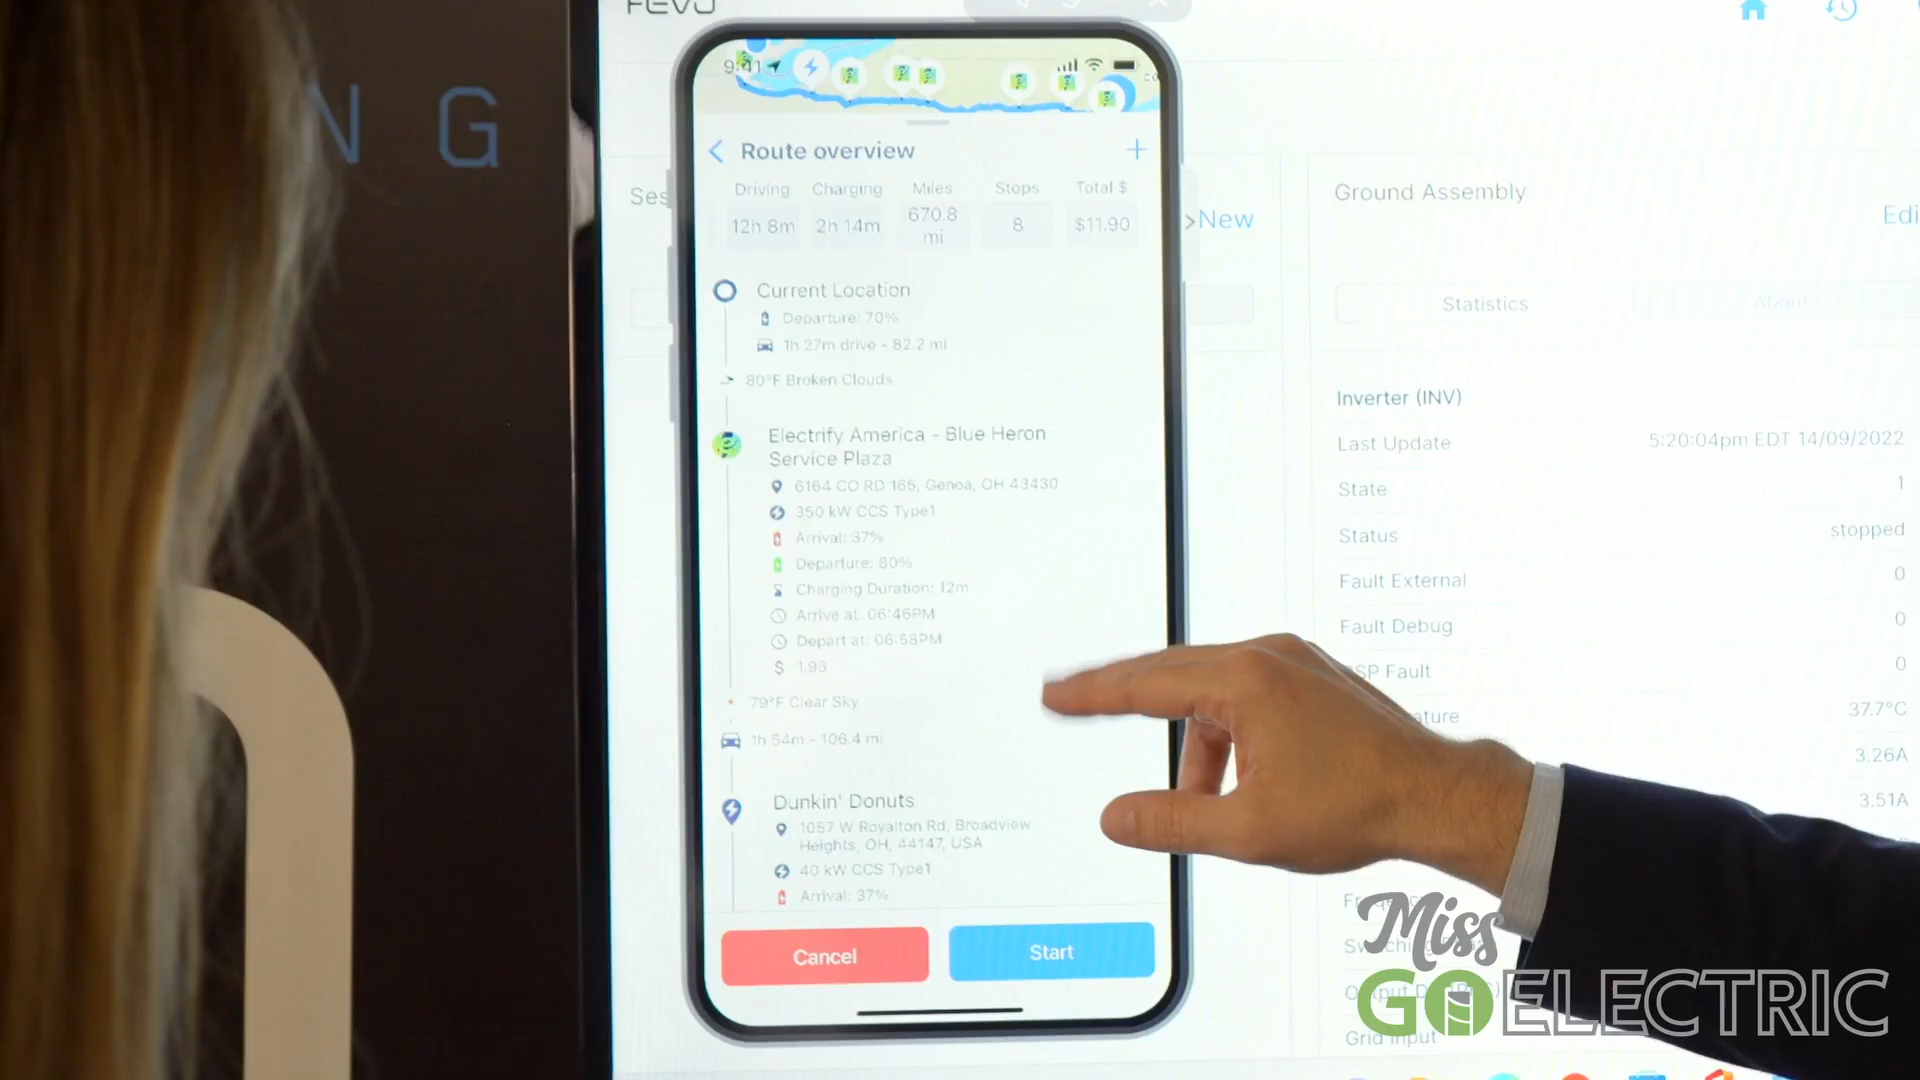 FEVO
NG
9:41
Route overview
Driving Charging Miles Stops Total $
12h 8m 2h 14m 670.8 mi 8 $11.90
Current Location
Departure: 70%
1h 27m drive - 82.2 mi
80°F Broken Clouds
Electrify America - Blue Heron
Service Plaza
6164 CO RD 165, Genoa, OH 43430
350 kW CCS Type1
Arrival: 37%
Departure: 80%
Charging Duration: 12m
Arrive at: 06:46PM
Depart at: 06:58PM
$ 1.93
79°F Clear Sky
1h 54m - 106.4 mi
Dunkin' Donuts
1057 W Royalton Rd, Broadview
Heights, OH, 44147, USA
40 kW CCS Type1
Arrival: 37%
Cancel Start
Ses
New
Ground Assembly
Edi
Statistics About
Inverter (INV)
Last Update 5:20:04pm EDT 14/09/2022
State 1
Status stopped
Fault External 0
Fault Debug 0
SP Fault 0
ature 37.7°C
3.26A
3.51A
Grid Input
Miss
GO ELECTRIC